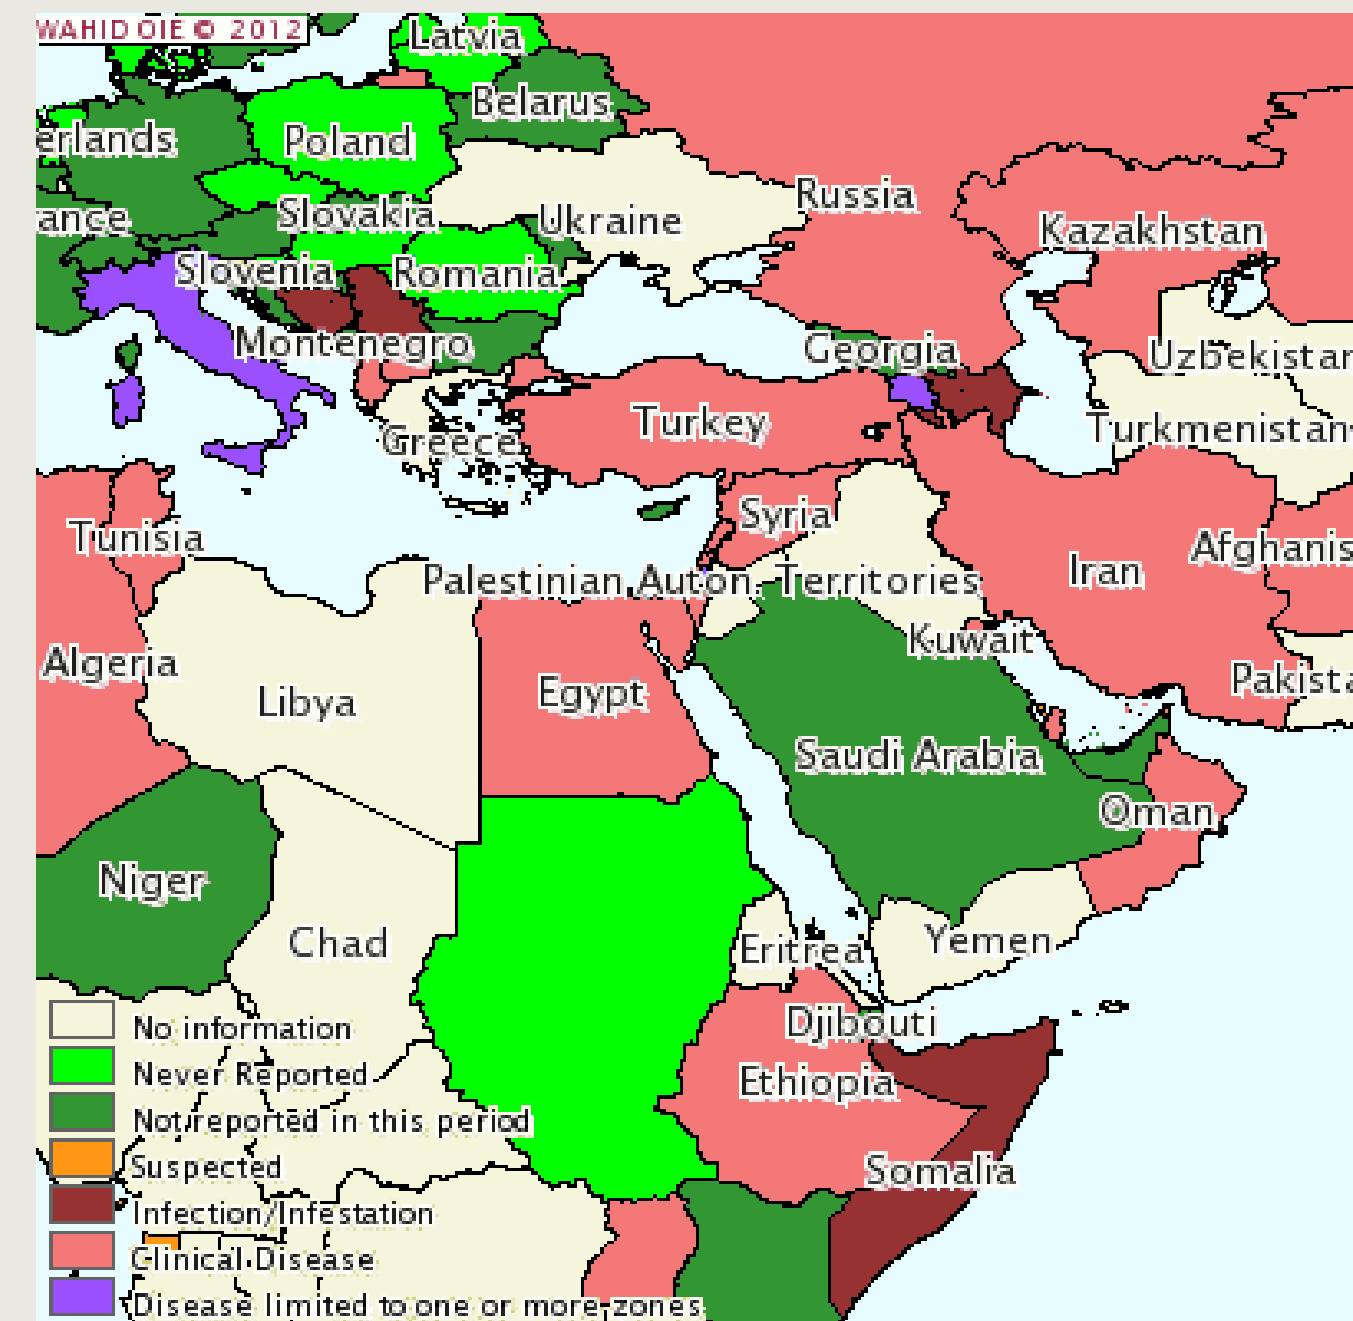 WAHID OIE © 2012
Latvia
Belarus
erlands
Poland
Russia
ance
Slovakia
Ukraine
Kazakhstan
Slovenia
Romania
Montenegro
Georgia
Uzbekistan
Turkey
Turkmenistan
Greece
Syria
Tunisia
Afghanis
Iran
Palestinian Auton. Territories
Kuwait
Algeria
Pakista
Egypt
Libya
Saudi Arabia
Oman
Niger
Chad
Eritrea
Yemen
Djibouti
Ethiopia
Somalia
No information
Never Reported
Not reported in this period
Suspected
Infection/Infestation
Clinical Disease
Disease limited to one or more zones